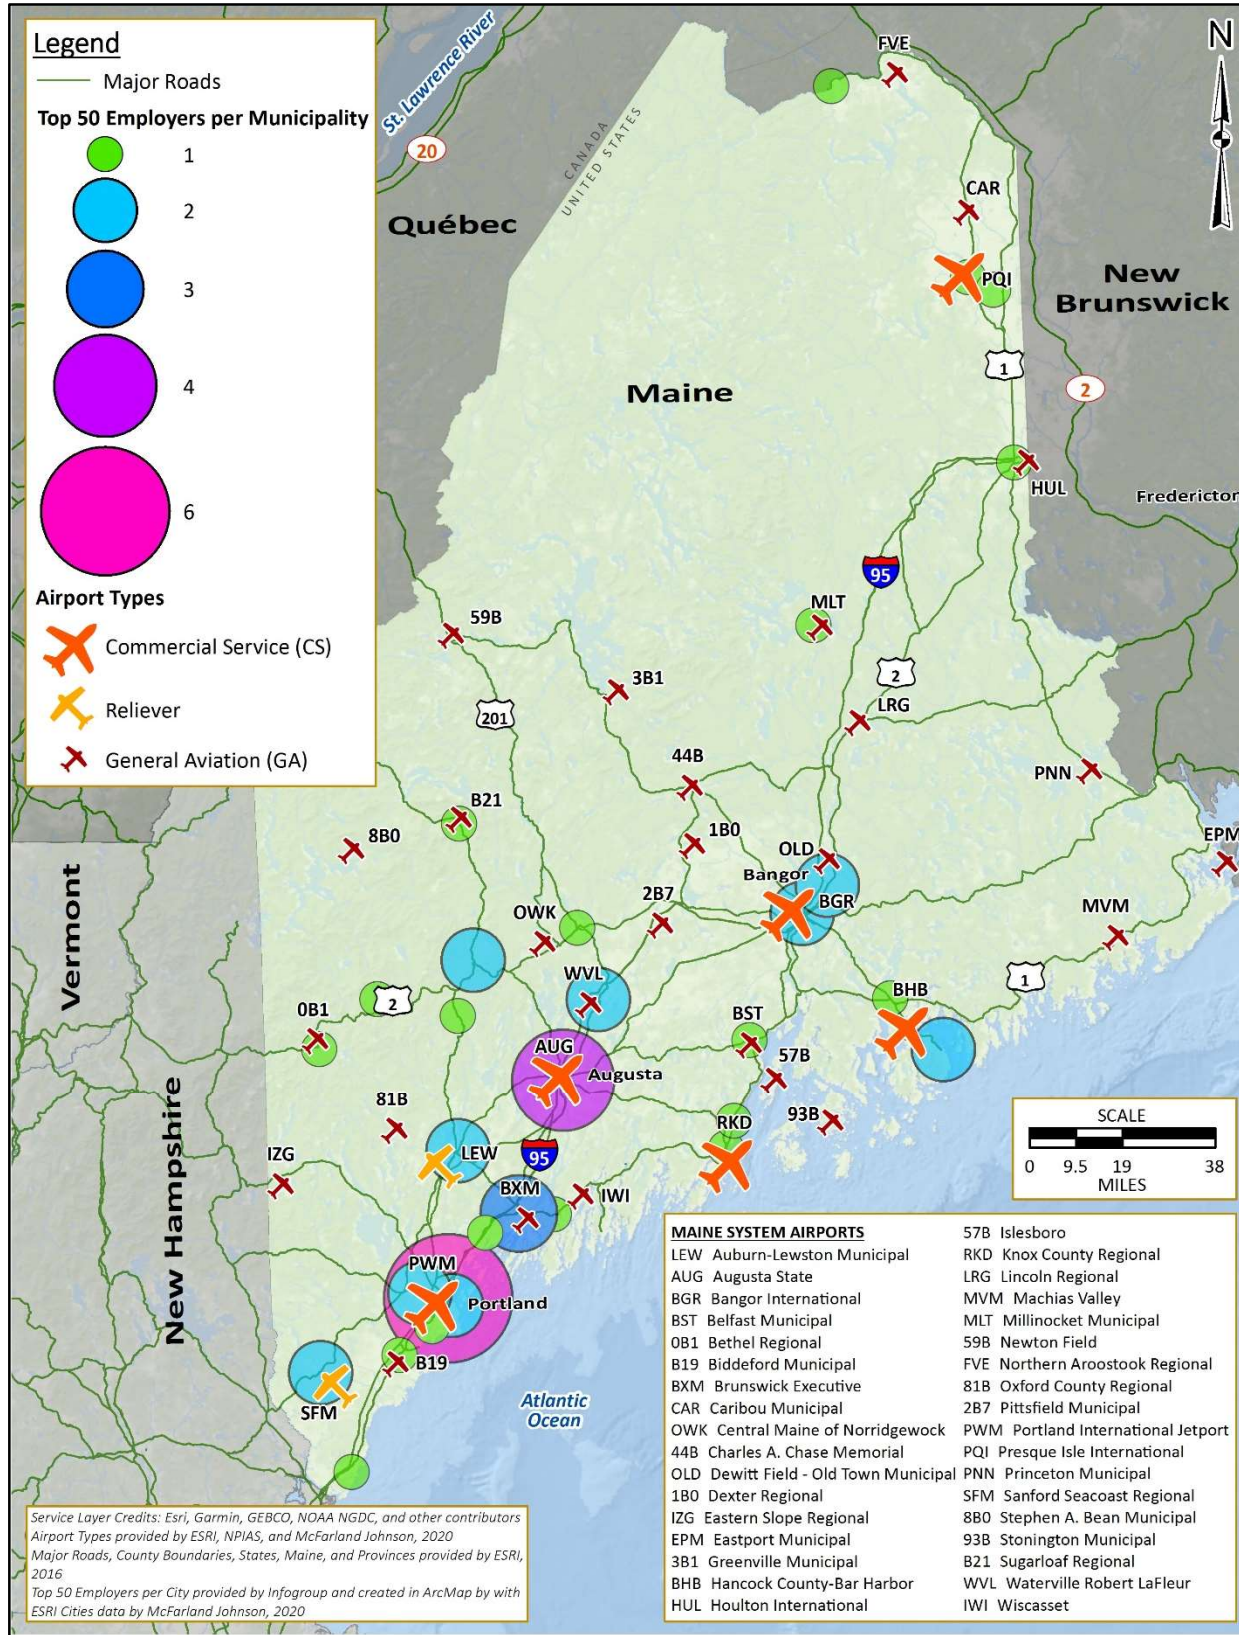 Legend
Major Roads
Top 50 Employers per Municipality
1
2
3
4
6
Airport Types
Commercial Service (CS)
Reliever
General Aviation (GA)
St. Lawrence River
20
CANADA
UNITED STATES
Québec
Maine
New
Brunswick
Fredericton
Vermont
New Hampshire
N
FVE
CAR
PQI
1
2
HUL
95
MLT
59B
3B1
2
201
LRG
44B
PNN
B21
8B0
1B0
OLD
Bangor
BGR
EPM
2B7
OWK
MVM
WVL
2
0B1
BHB
1
BST
AUG
Augusta
57B
81B
93B
RKD
IZG
LEW
95
BXM
IWI
PWM
Portland
B19
SFM
Atlantic
Ocean
SCALE
0 9.5 19 38
MILES
MAINE SYSTEM AIRPORTS
LEW Auburn-Lewston Municipal
AUG Augusta State
BGR Bangor International
BST Belfast Municipal
0B1 Bethel Regional
B19 Biddeford Municipal
BXM Brunswick Executive
CAR Caribou Municipal
OWK Central Maine of Norridgewock
44B Charles A. Chase Memorial
OLD Dewitt Field - Old Town Municipal
1B0 Dexter Regional
IZG Eastern Slope Regional
EPM Eastport Municipal
3B1 Greenville Municipal
BHB Hancock County-Bar Harbor
HUL Houlton International
57B Islesboro
RKD Knox County Regional
LRG Lincoln Regional
MVM Machias Valley
MLT Millinocket Municipal
59B Newton Field
FVE Northern Aroostook Regional
81B Oxford County Regional
2B7 Pittsfield Municipal
PWM Portland International Jetport
PQI Presque Isle International
PNN Princeton Municipal
SFM Sanford Seacoast Regional
8B0 Stephen A. Bean Municipal
93B Stonington Municipal
B21 Sugarloaf Regional
WVL Waterville Robert LaFleur
IWI Wiscasset
Service Layer Credits: Esri, Garmin, GEBCO, NOAA NGDC, and other contributors
Airport Types provided by ESRI, NPIAS, and McFarland Johnson, 2020
Major Roads, County Boundaries, States, Maine, and Provinces provided by ESRI,
2016
Top 50 Employers per City provided by Infogroup and created in ArcMap by with
ESRI Cities data by McFarland Johnson, 2020